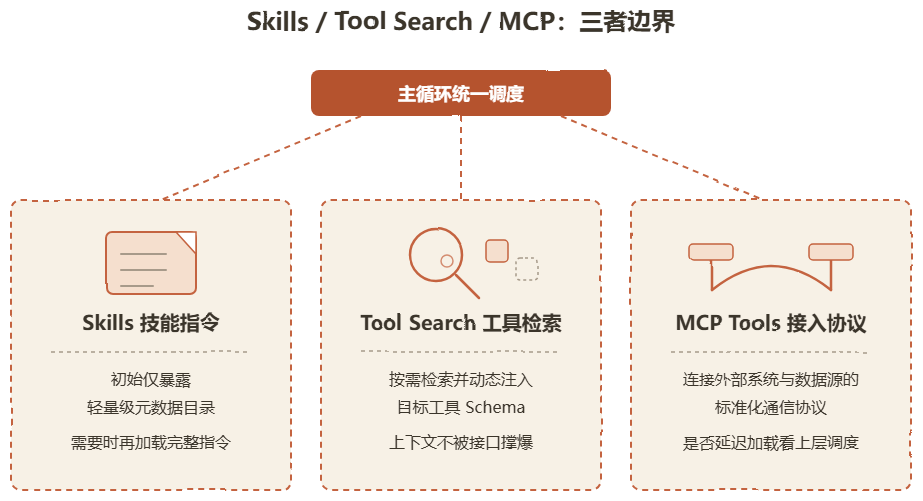 Skills / Tool Search / MCP：三者边界
主循环统一调度
Skills 技能指令
初始仅暴露
轻量级元数据目录
需要时再加载完整指令
Tool Search 工具检索
按需检索并动态注入
目标工具 Schema
上下文不被接口撑爆
MCP Tools 接入协议
连接外部系统与数据源的
标准化通信协议
是否延迟加载看上层调度